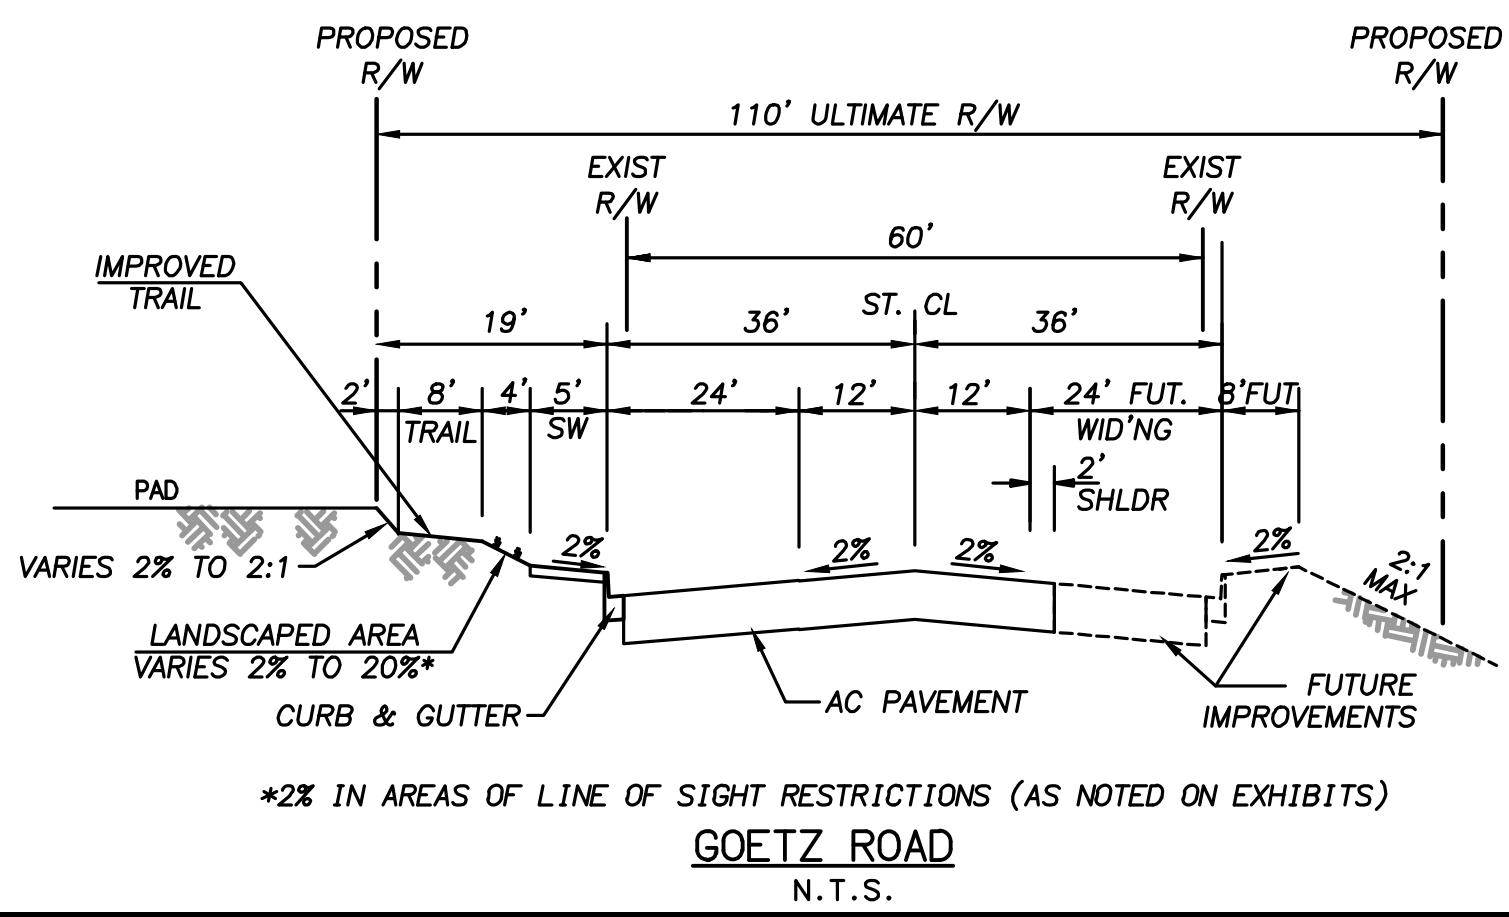 PROPOSED
R/W
PROPOSED
R/W
110' ULTIMATE R/W
EXIST
R/W
EXIST
R/W
60'
IMPROVED
TRAIL
ST. CL
19'
36'
36'
2'
8'
4'
5'
24'
12'
12'
24' FUT.
8'FUT
TRAIL
SW
WID'NG
2'
SHLDR
PAD
2%
2%
2%
2%
2:1
MAX
VARIES 2% TO 2:1
LANDSCAPED AREA
VARIES 2% TO 20%*
CURB & GUTTER
AC PAVEMENT
FUTURE
IMPROVEMENTS
*2% IN AREAS OF LINE OF SIGHT RESTRICTIONS (AS NOTED ON EXHIBITS)
GOETZ ROAD
N.T.S.